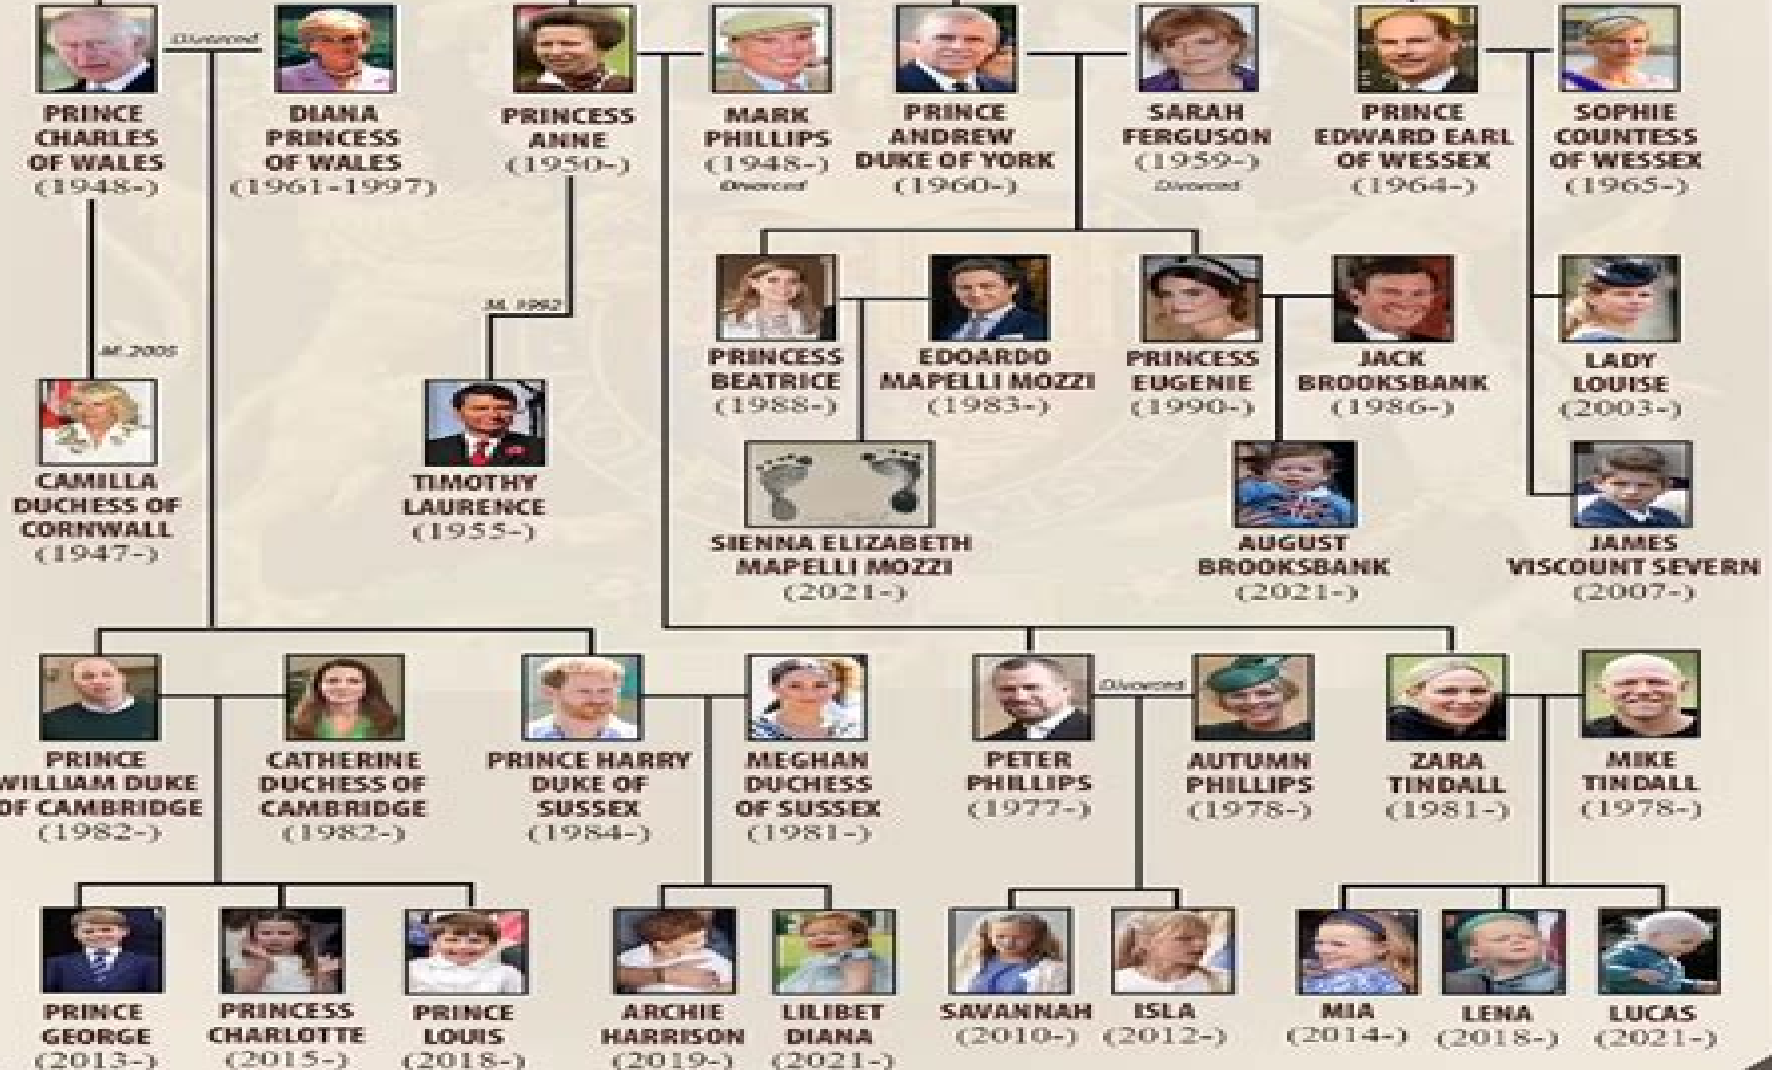 Divorced
PRINCE
CHARLES
OF WALES
(1948-)
DIANA
PRINCESS
OF WALES
(1961-1997)
PRINCESS
ANNE
(1950-)
MARK
PHILLIPS
(1948-)
Divorced
PRINCE
ANDREW
DUKE OF YORK
(1960-)
SARAH
FERGUSON
(1959-)
Divorced
PRINCE
EDWARD EARL
OF WESSEX
(1964-)
SOPHIE
COUNTESS
OF WESSEX
(1965-)
M. 2005
M. 1992
PRINCESS
BEATRICE
(1988-)
EDOARDO
MAPELLI MOZZI
(1983-)
PRINCESS
EUGENIE
(1990-)
JACK
BROOKSBANK
(1986-)
LADY
LOUISE
(2003-)
CAMILLA
DUCHESS OF
CORNWALL
(1947-)
TIMOTHY
LAURENCE
(1955-)
SIENNA ELIZABETH
MAPELLI MOZZI
(2021-)
AUGUST
BROOKSBANK
(2021-)
JAMES
VISCOUNT SEVERN
(2007-)
PRINCE
WILLIAM DUKE
OF CAMBRIDGE
(1982-)
CATHERINE
DUCHESS OF
CAMBRIDGE
(1982-)
PRINCE HARRY
DUKE OF
SUSSEX
(1984-)
MEGHAN
DUCHESS
OF SUSSEX
(1981-)
PETER
PHILLIPS
(1977-)
Divorced
AUTUMN
PHILLIPS
(1978-)
ZARA
TINDALL
(1981-)
MIKE
TINDALL
(1978-)
PRINCE
GEORGE
(2013-)
PRINCESS
CHARLOTTE
(2015-)
PRINCE
LOUIS
(2018-)
ARCHIE
HARRISON
(2019-)
LILIBET
DIANA
(2021-)
SAVANNAH
(2010-)
ISLA
(2012-)
MIA
(2014-)
LENA
(2018-)
LUCAS
(2021-)